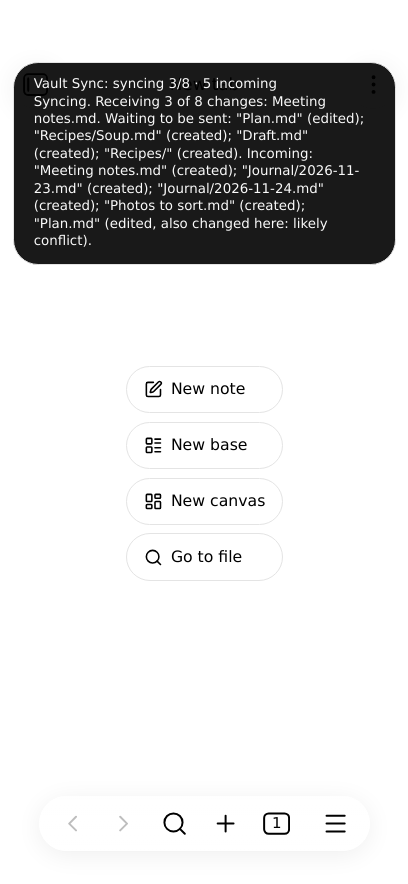 Vault Sync: syncing 3/8 · 5 incoming
Syncing. Receiving 3 of 8 changes: Meeting
notes.md. Waiting to be sent: "Plan.md" (edited);
"Recipes/Soup.md" (created); "Draft.md"
(created); "Recipes/" (created). Incoming:
"Meeting notes.md" (created); "Journal/2026-11-
23.md" (created); "Journal/2026-11-24.md"
(created); "Photos to sort.md" (created);
"Plan.md" (edited, also changed here: likely
conflict).
New note
New base
New canvas
Go to file
1